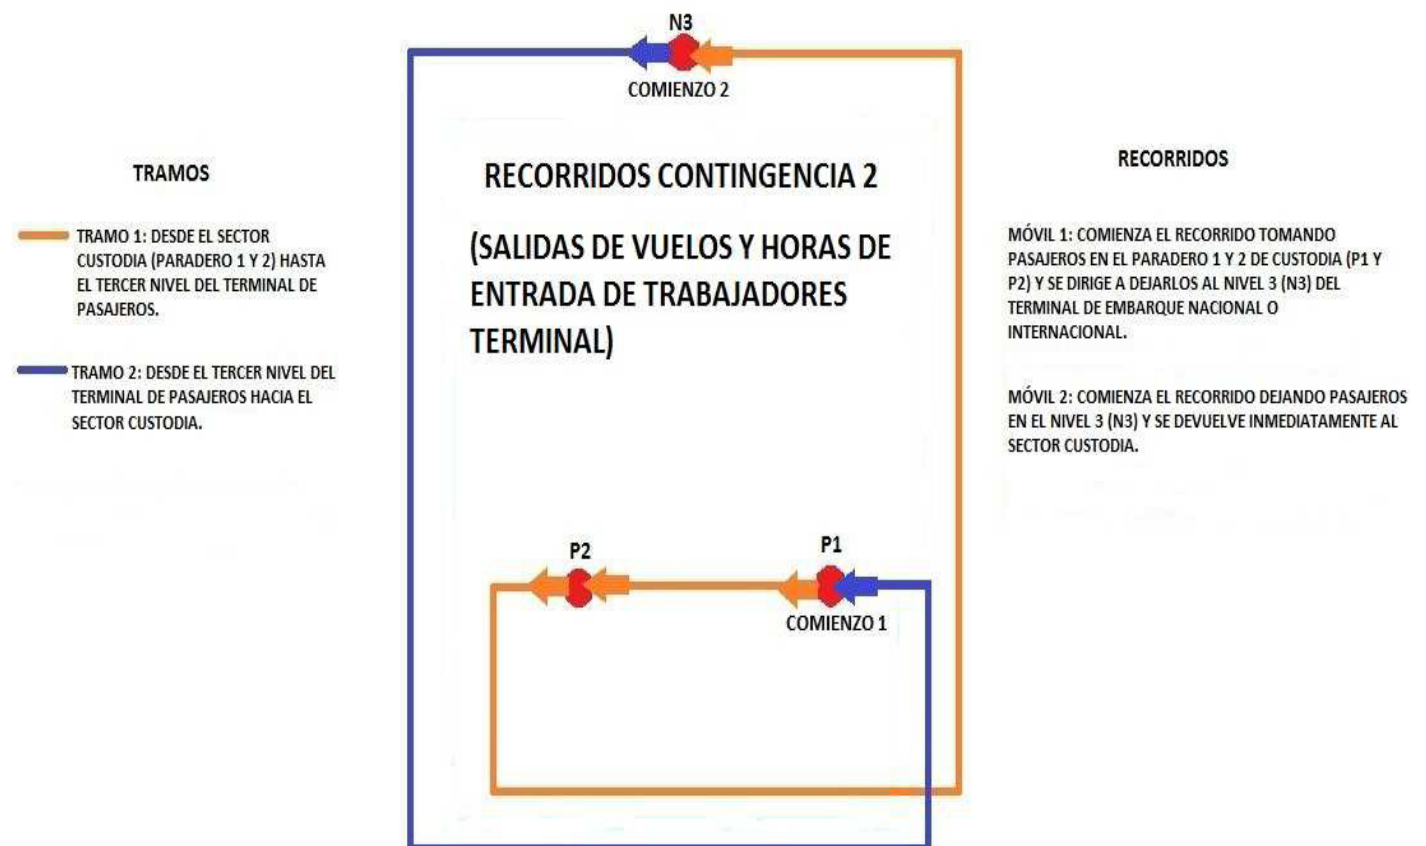 N3
COMIENZO 2
TRAMOS
TRAMO 1: DESDE EL SECTOR
CUSTODIA (PARADERO 1 Y 2) HASTA
EL TERCER NIVEL DEL TERMINAL DE
PASAJEROS.
TRAMO 2: DESDE EL TERCER NIVEL DEL
TERMINAL DE PASAJEROS HACIA EL
SECTOR CUSTODIA.
RECORRIDOS CONTINGENCIA 2
(SALIDAS DE VUELOS Y HORAS DE
ENTRADA DE TRABAJADORES
TERMINAL)
RECORRIDOS
MÓVIL 1: COMIENZA EL RECORRIDO TOMANDO
PASAJEROS EN EL PARADERO 1 Y 2 DE CUSTODIA (P1 Y
P2) Y SE DIRIGE A DEJARLOS AL NIVEL 3 (N3) DEL
TERMINAL DE EMBARQUE NACIONAL O
INTERNACIONAL.
MÓVIL 2: COMIENZA EL RECORRIDO DEJANDO PASAJEROS
EN EL NIVEL 3 (N3) Y SE DEVUELVE INMEDIATAMENTE AL
SECTOR CUSTODIA.
P2
P1
COMIENZO 1